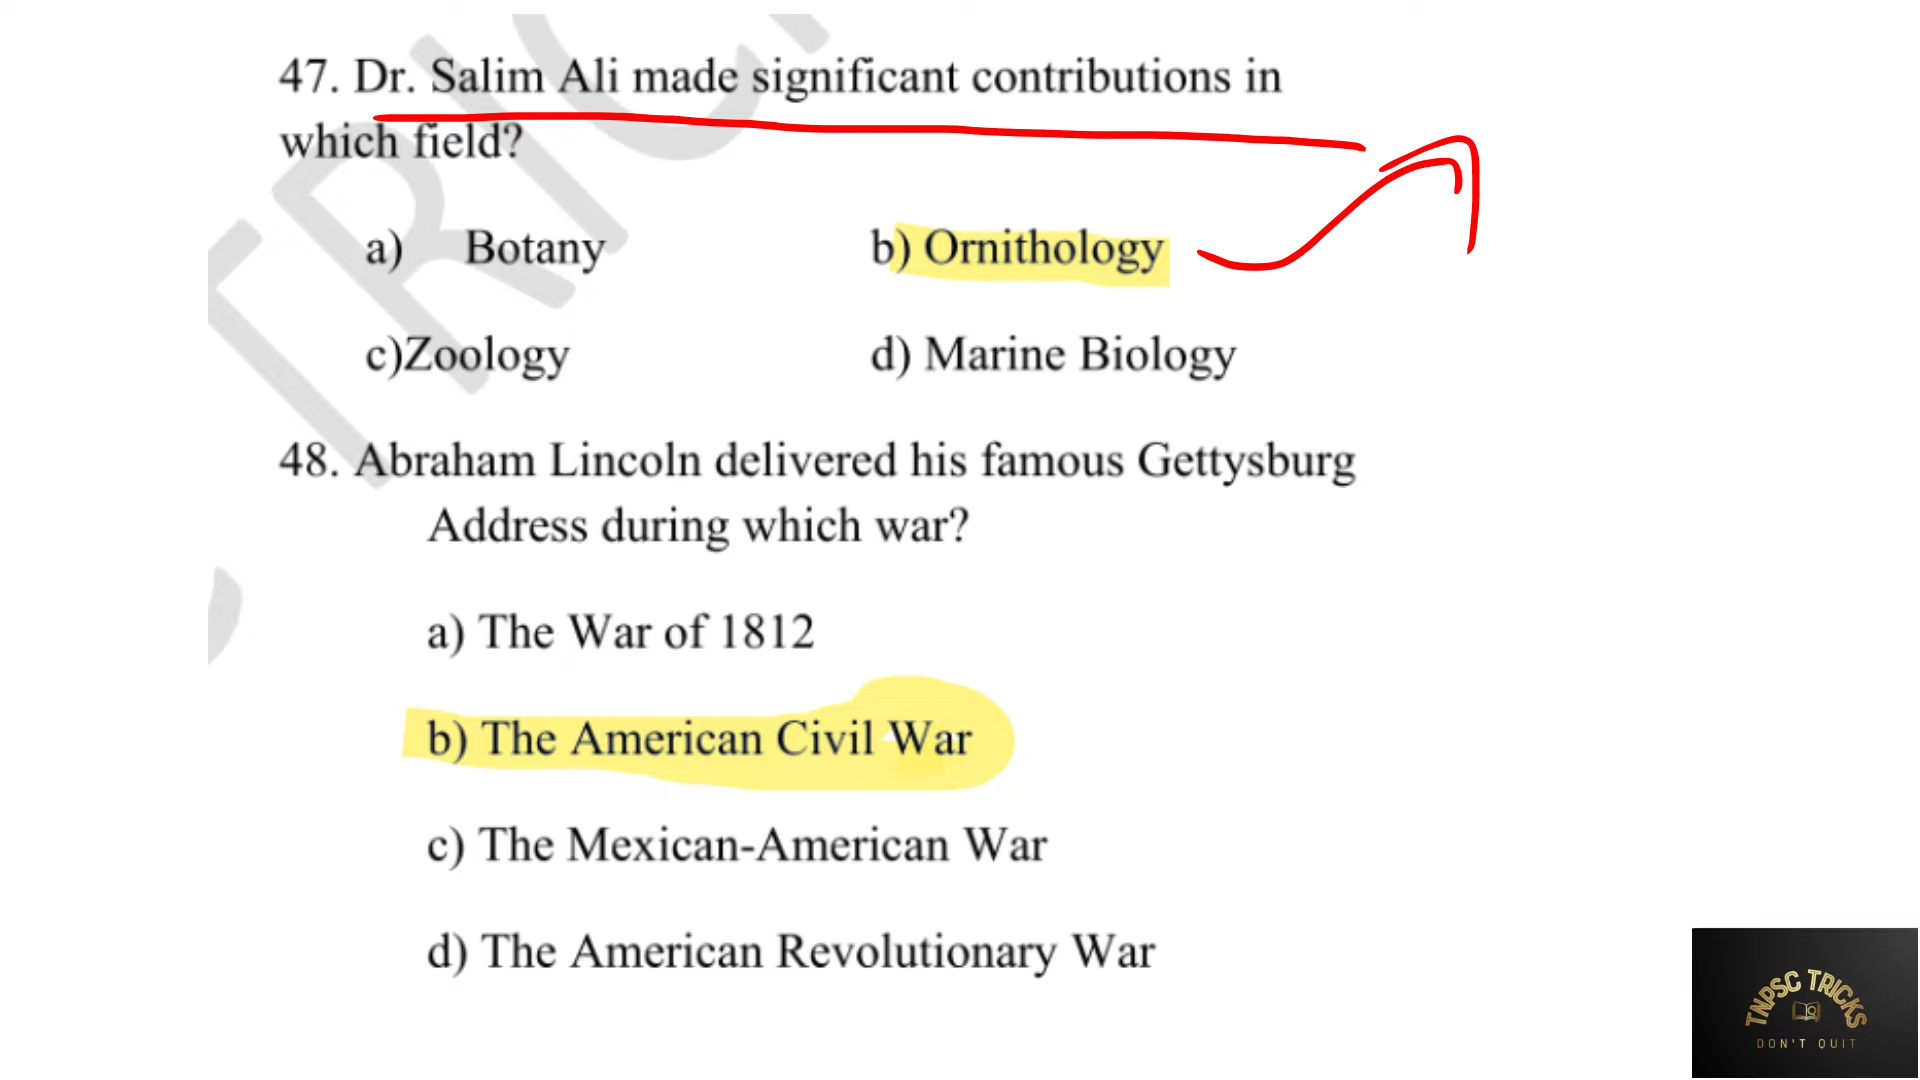 47. Dr. Salim Ali made significant contributions in
which field?
a) Botany b) Ornithology
c)Zoology d) Marine Biology
48. Abraham Lincoln delivered his famous Gettysburg
Address during which war?
a) The War of 1812
b) The American Civil War
c) The Mexican-American War
d) The American Revolutionary War
TNPSC TRICKS
DON'T QUIT